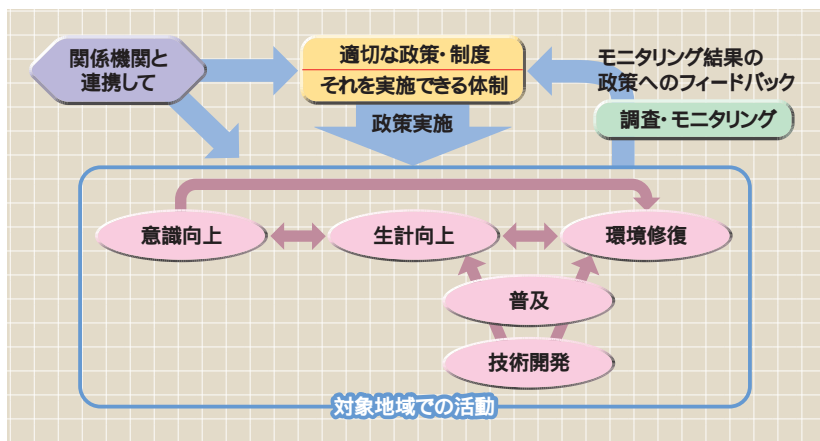 関係機関と
連携して
適切な政策・制度
それを実施できる体制
モニタリング結果の
政策へのフィードバック
調査・モニタリング
政策実施
意識向上
生計向上
環境修復
普及
技術開発
対象地域での活動